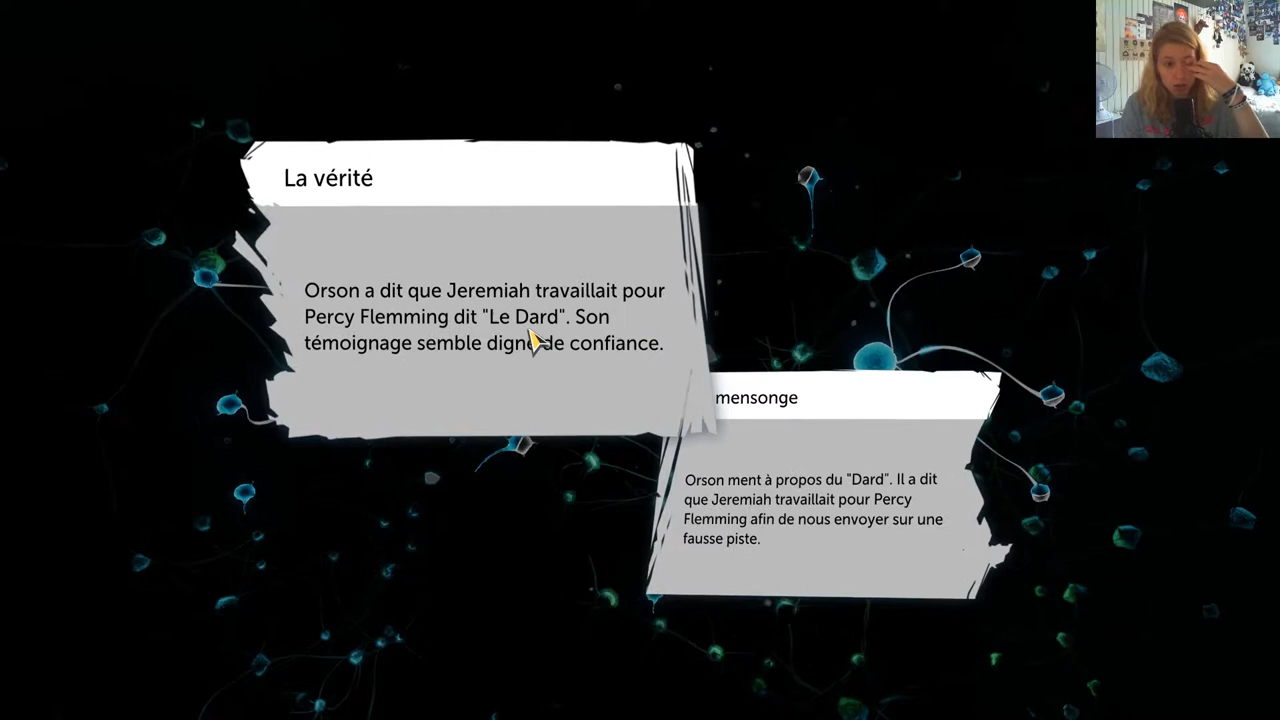 La vérité
Orson a dit que Jeremiah travaillait pour
Percy Flemming dit "Le Dard". Son
témoignage semble digne de confiance.
mensonge
Orson ment à propos du "Dard". Il a dit
que Jeremiah travaillait pour Percy
Flemming afin de nous envoyer sur une
fausse piste.